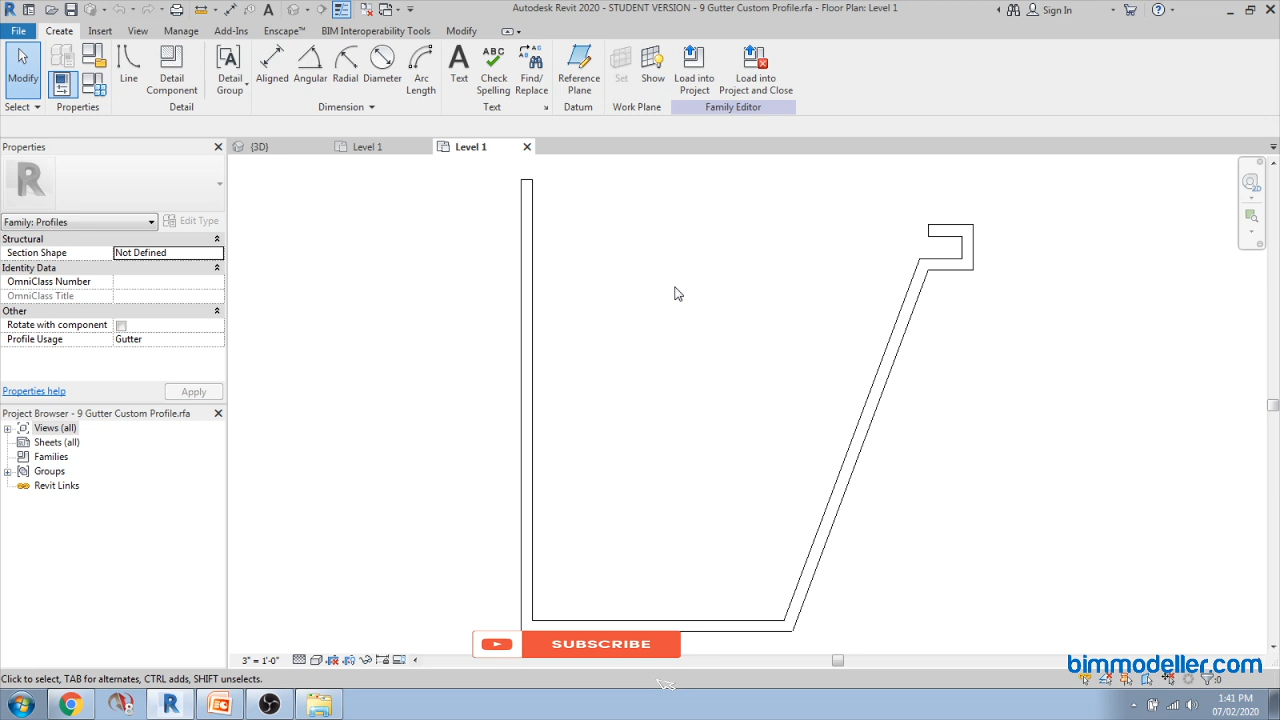 Autodesk Revit 2020 - STUDENT VERSION - 9 Gutter Custom Profile.rfa - Floor Plan: Level 1
Sign In
File Create Insert View Manage Add-Ins Enscape™ BIM Interoperability Tools Modify
Modify
Line
Detail Component
Detail Group
Aligned
Angular
Radial
Diameter
Arc Length
Text
ABC
Check Spelling
Find/ Replace
Reference Plane
Set
Show
Load into Project
Load into Project and Close
Select
Properties
Detail
Dimension
Text
Datum
Work Plane
Family Editor
Properties
{3D}
Level 1
Level 1
Family: Profiles
Edit Type
Structural
Section Shape Not Defined
Identity Data
OmniClass Number
OmniClass Title
Other
Rotate with component
Profile Usage Gutter
Properties help
Apply
Project Browser - 9 Gutter Custom Profile.rfa
Views (all)
Sheets (all)
Families
Groups
Revit Links
2D
SUBSCRIBE
3" = 1'-0"
bimmodeller.com
Click to select, TAB for alternates, CTRL adds, SHIFT unselects.
:0
1:41 PM
07/02/2020